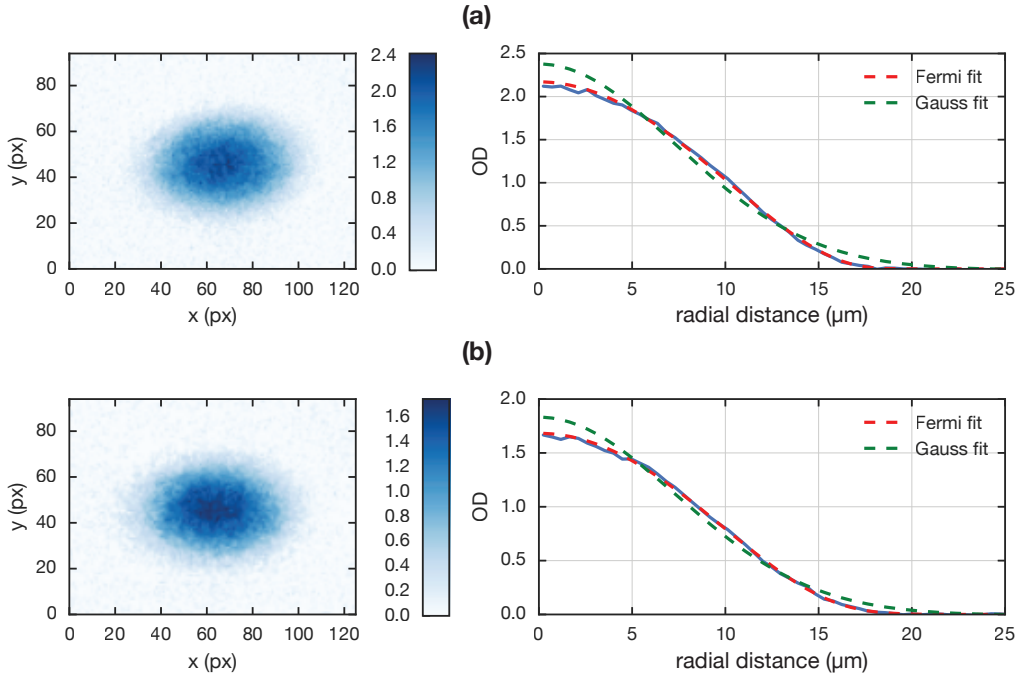 (a)
80
60
40
20
0
y (px)
0 20 40 60 80 100 120
x (px)
2.4
2.0
1.6
1.2
0.8
0.4
0.0
2.5
2.0
1.5
1.0
0.5
0.0
OD
Fermi fit
Gauss fit
0 5 10 15 20 25
radial distance (µm)
(b)
80
60
40
20
0
y (px)
0 20 40 60 80 100 120
x (px)
1.6
1.4
1.2
1.0
0.8
0.6
0.4
0.2
0.0
2.0
1.5
1.0
0.5
0.0
OD
Fermi fit
Gauss fit
0 5 10 15 20 25
radial distance (µm)